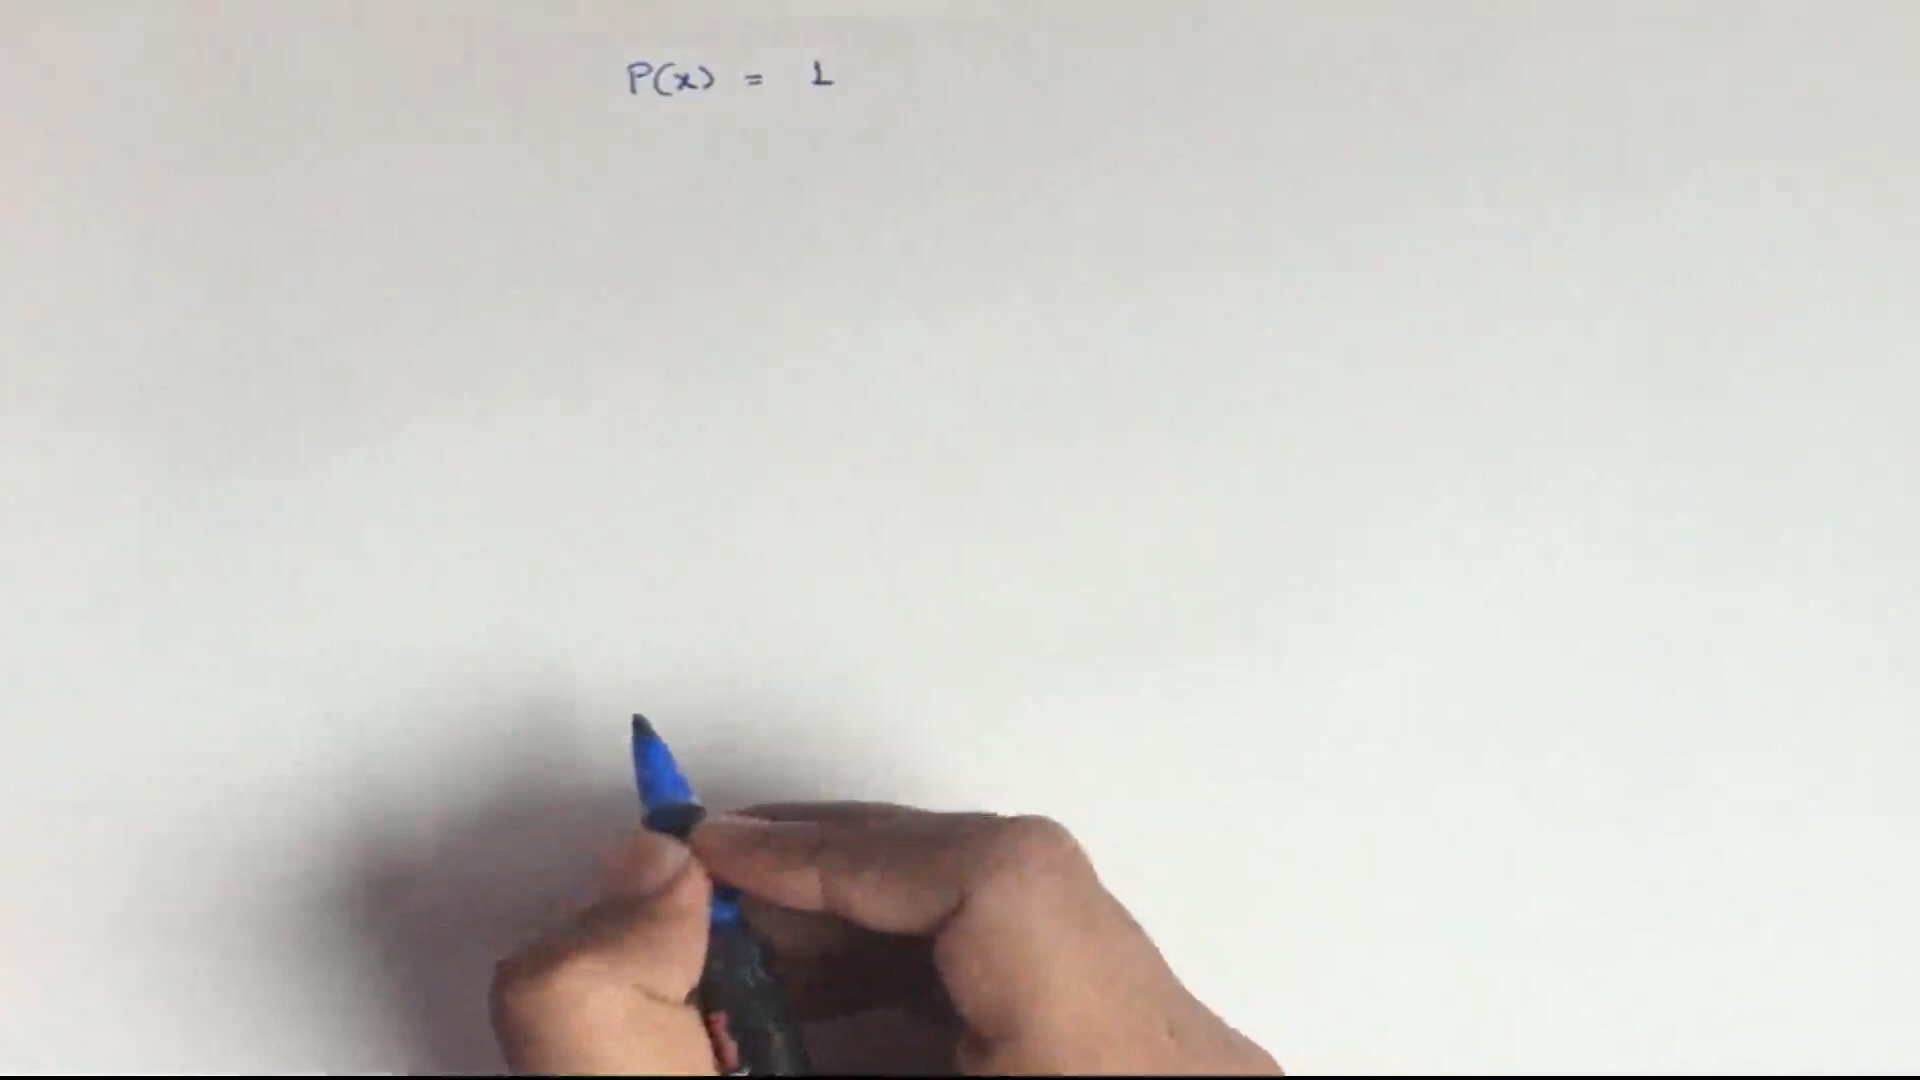 P(x) = 1